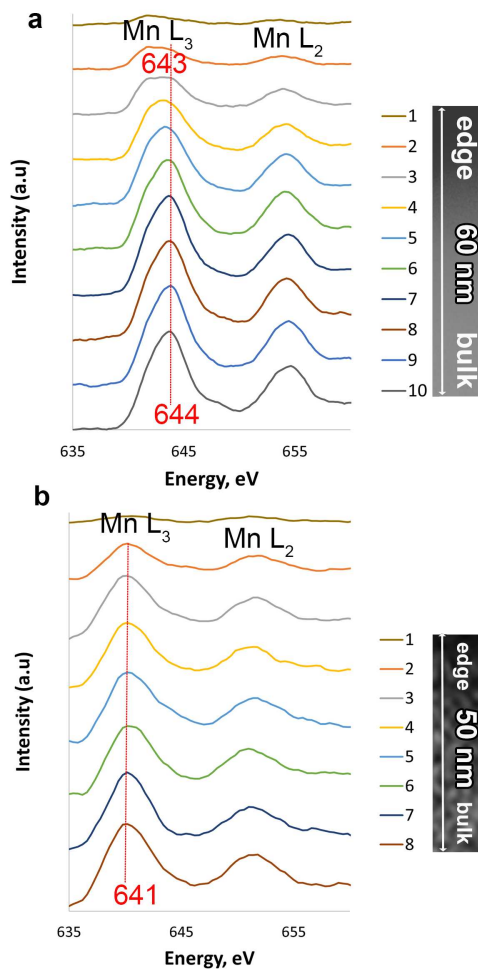 a
Mn L3
Mn L2
643
644
Intensity (a.u)
635
645
655
Energy, eV
1
2
3
4
5
6
7
8
9
10
edge
60 nm
bulk
b
Mn L3
Mn L2
641
Intensity (a.u)
635
645
655
Energy, eV
1
2
3
4
5
6
7
8
edge
50 nm
bulk